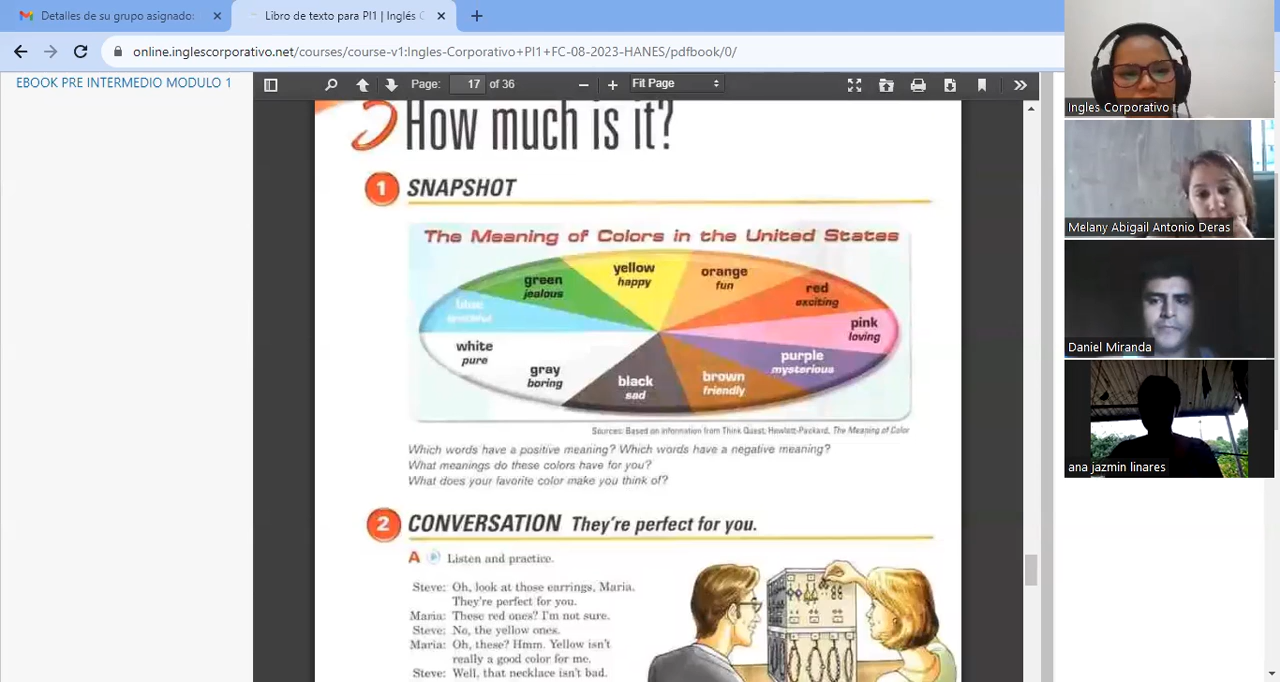 Detalles de su grupo asignado:
Libro de texto para PI1 | Inglés C
online.inglescorporativo.net/courses/course-v1:Ingles-Corporativo+PI1+FC-08-2023-HANES/pdfbook/0/
EBOOK PRE INTERMEDIO MODULO 1
Page: 17 of 36
Fit Page
How much is it?
1 SNAPSHOT
The Meaning of Colors in the United States
blue
green
jealous
yellow
happy
orange
fun
red
exciting
pink
loving
purple
mysterious
brown
friendly
black
sad
gray
boring
white
pure
Sources: Based on information from Think Quest; Hewlett-Packard, The Meaning of Color
Which words have a positive meaning? Which words have a negative meaning?
What meanings do these colors have for you?
What does your favorite color make you think of?
2 CONVERSATION They're perfect for you.
A Listen and practice.
Steve: Oh, look at those earrings, Maria.
They're perfect for you.
Maria: These red ones? I'm not sure.
Steve: No, the yellow ones.
Maria: Oh, these? Hmm. Yellow isn't
really a good color for me.
Steve: Well, that necklace isn't bad.
Ingles Corporativo
Melany Abigail Antonio Deras
Daniel Miranda
ana jazmin linares